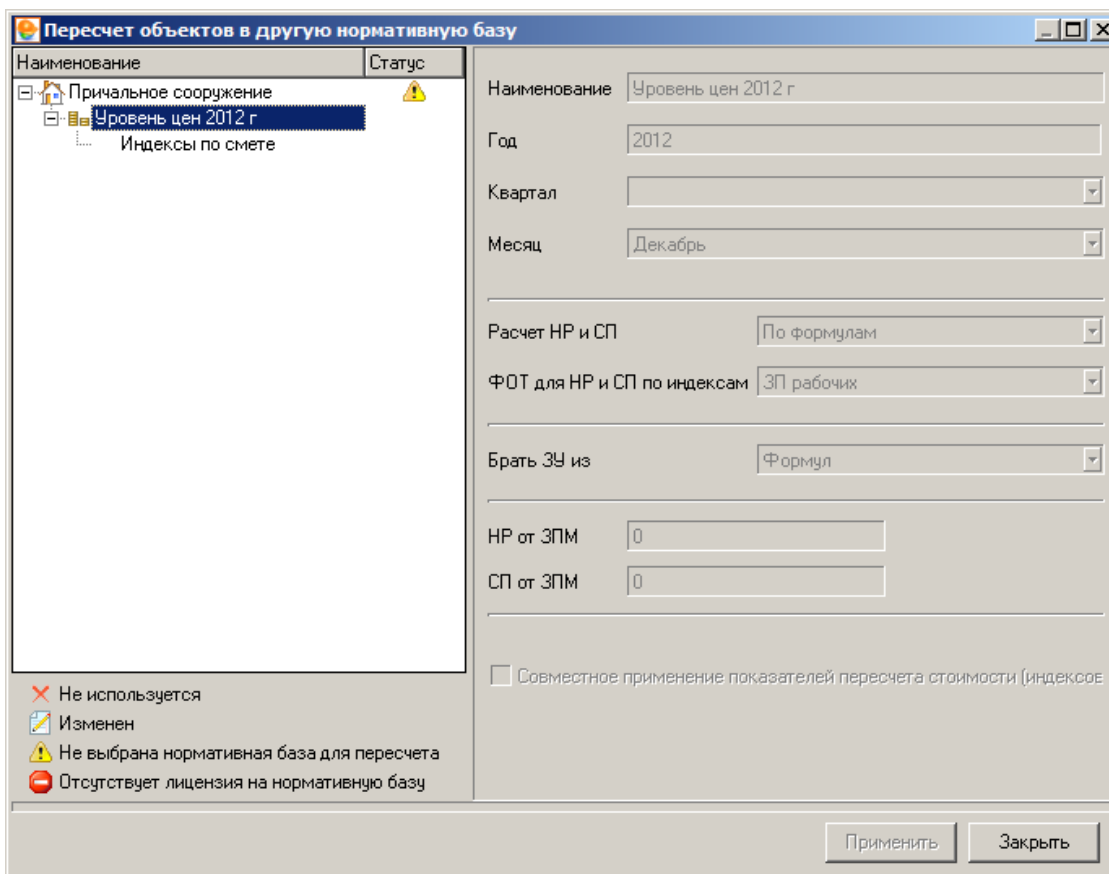 Пересчет объектов в другую нормативную базу
Наименование Статус
Причальное сооружение
Уровень цен 2012 г
Индексы по смете
Наименование Уровень цен 2012 г
Год 2012
Квартал
Месяц Декабрь
Расчет НР и СП По формулам
ФОТ для НР и СП по индексам ЗП рабочих
Брать ЗУ из Формул
НР от ЗПМ 0
СП от ЗПМ 0
Совместное применение показателей пересчета стоимости (индексов
Не используется
Изменен
Не выбрана нормативная база для пересчета
Отсутствует лицензия на нормативную базу
Применить Закрыть